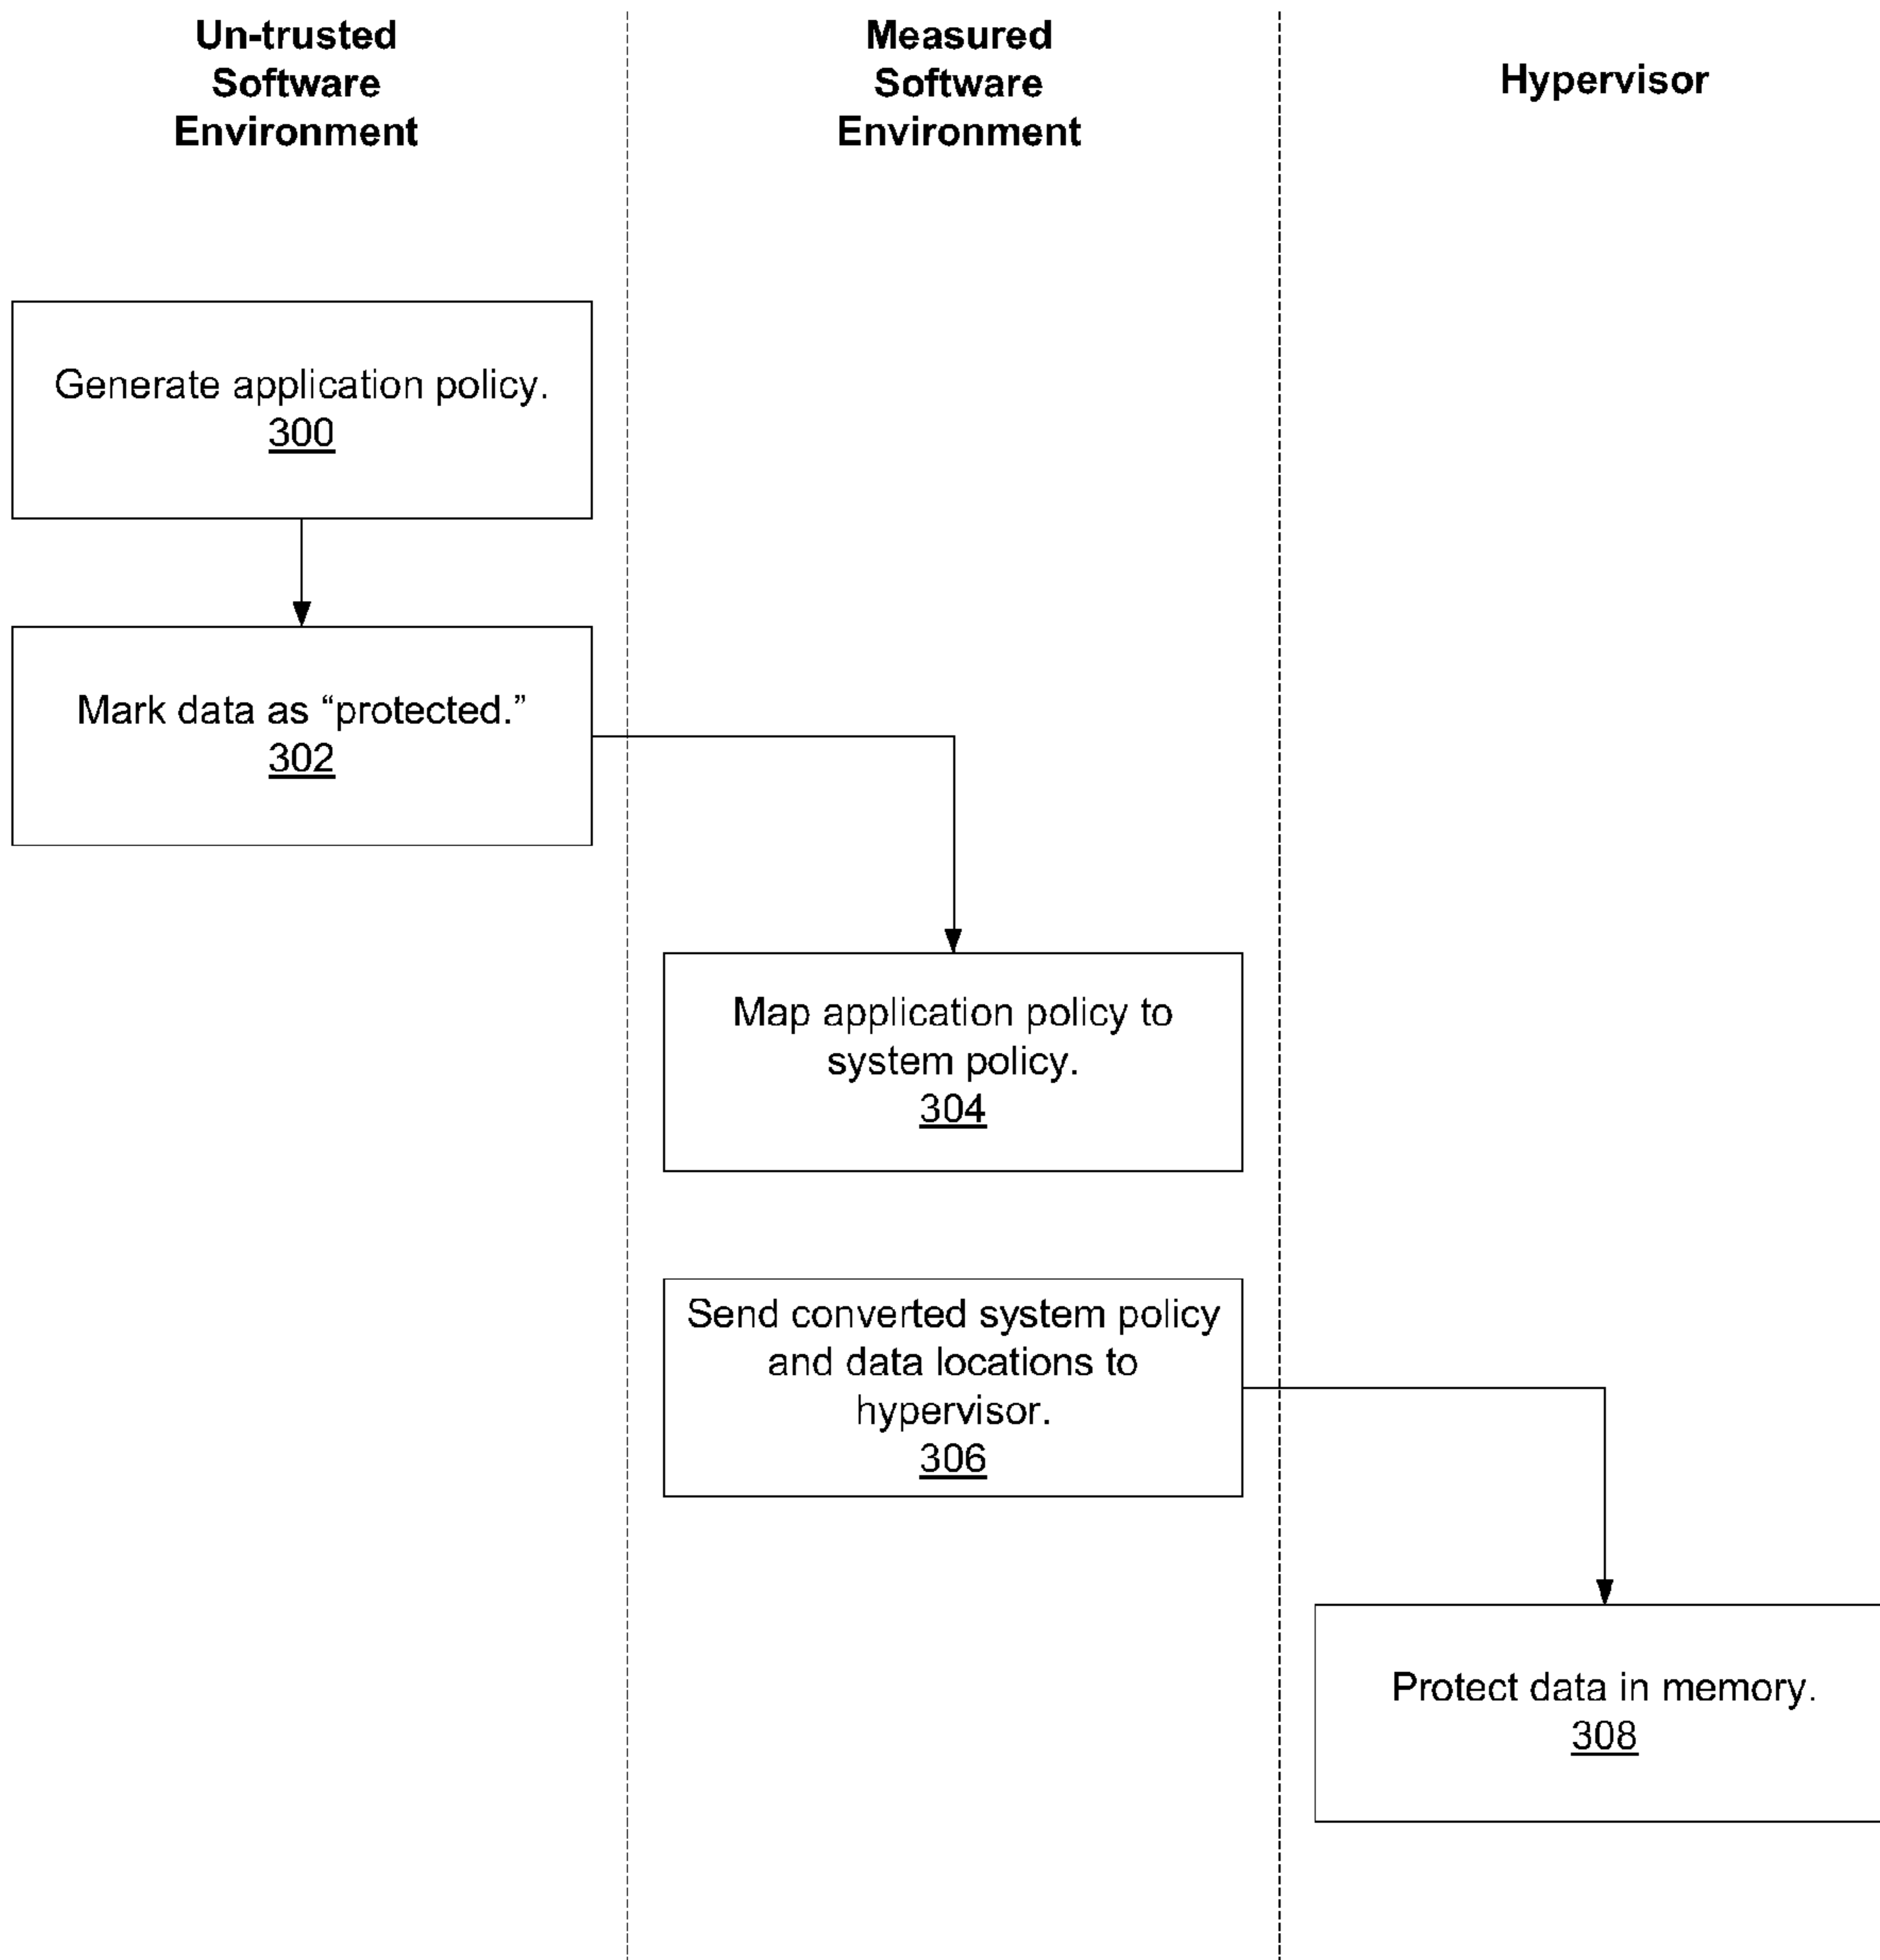 Un-trusted
Software
Environment
Measured
Software
Environment
Hypervisor
Generate application policy.
300
Mark data as “protected.”
302
Map application policy to
system policy.
304
Send converted system policy
and data locations to
hypervisor.
306
Protect data in memory.
308